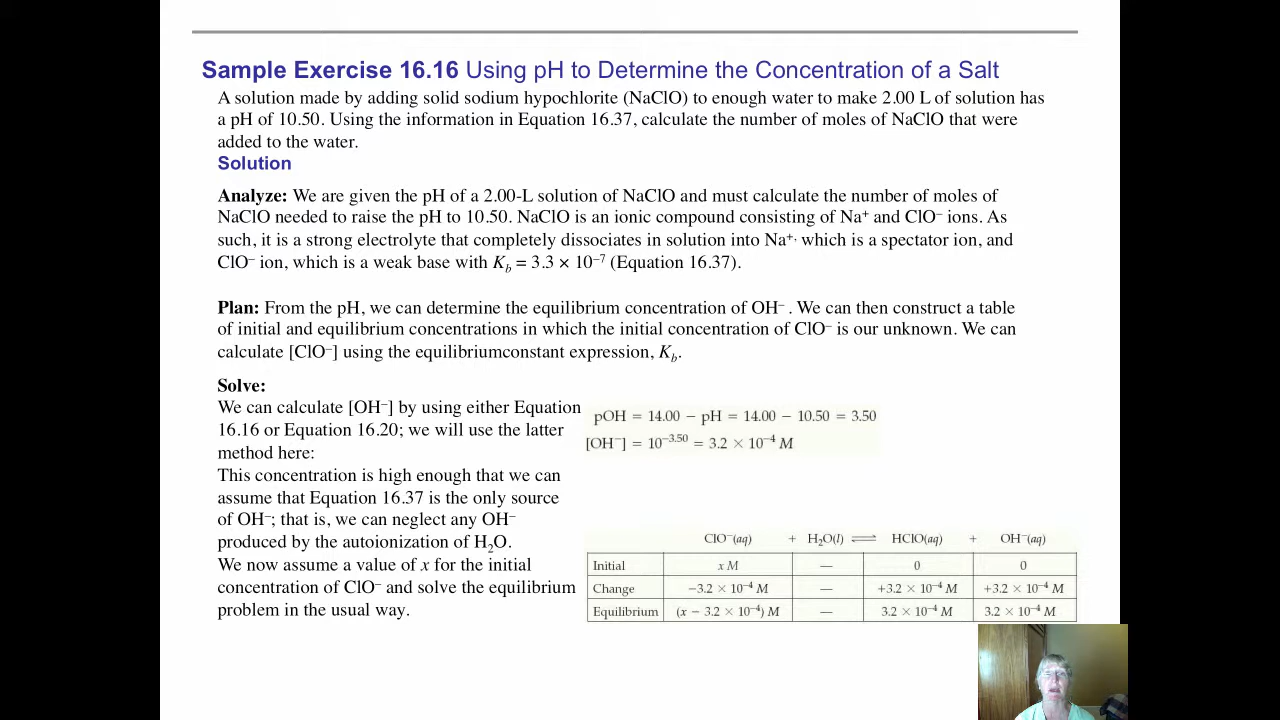 Sample Exercise 16.16 Using pH to Determine the Concentration of a Salt
A solution made by adding solid sodium hypochlorite (NaClO) to enough water to make 2.00 L of solution has
a pH of 10.50. Using the information in Equation 16.37, calculate the number of moles of NaClO that were
added to the water.
Solution
Analyze: We are given the pH of a 2.00-L solution of NaClO and must calculate the number of moles of
NaClO needed to raise the pH to 10.50. NaClO is an ionic compound consisting of Na⁺ and ClO⁻ ions. As
such, it is a strong electrolyte that completely dissociates in solution into Na⁺, which is a spectator ion, and
ClO⁻ ion, which is a weak base with K_b = 3.3 × 10⁻⁷ (Equation 16.37).
Plan: From the pH, we can determine the equilibrium concentration of OH⁻ . We can then construct a table
of initial and equilibrium concentrations in which the initial concentration of ClO⁻ is our unknown. We can
calculate [ClO⁻] using the equilibriumconstant expression, K_b.
Solve:
We can calculate [OH⁻] by using either Equation
16.16 or Equation 16.20; we will use the latter
method here:
This concentration is high enough that we can
assume that Equation 16.37 is the only source
of OH⁻; that is, we can neglect any OH⁻
produced by the autoionization of H₂O.
We now assume a value of x for the initial
concentration of ClO⁻ and solve the equilibrium
problem in the usual way.
pOH = 14.00 − pH = 14.00 − 10.50 = 3.50
[OH⁻] = 10⁻³·⁵⁰ = 3.2 × 10⁻⁴ M
ClO⁻(aq) + H₂O(l) ⇌ HClO(aq) + OH⁻(aq)
Initial x M — 0 0
Change −3.2 × 10⁻⁴ M — +3.2 × 10⁻⁴ M +3.2 × 10⁻⁴ M
Equilibrium (x − 3.2 × 10⁻⁴) M — 3.2 × 10⁻⁴ M 3.2 × 10⁻⁴ M